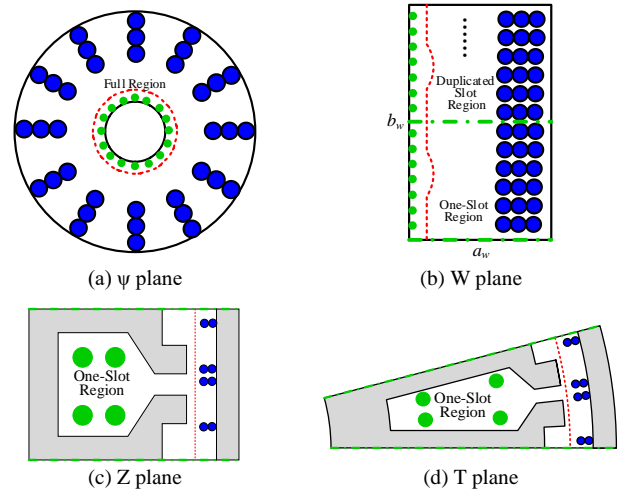 Full Region
(a) ψ plane
Duplicated
Slot
Region
b_w
One-Slot
Region
a_w
(b) W plane
One-Slot
Region
(c) Z plane
One-Slot
Region
(d) T plane